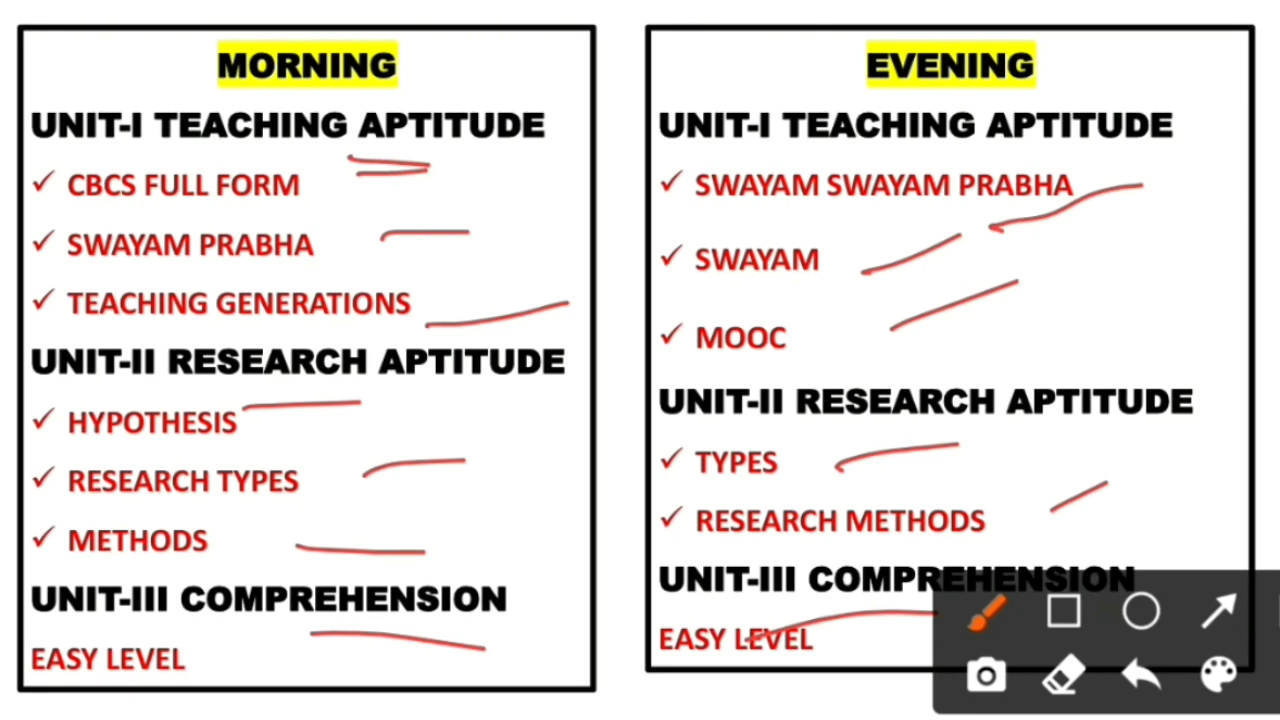 MORNING
UNIT-I TEACHING APTITUDE
✓ CBCS FULL FORM
✓ SWAYAM PRABHA
✓ TEACHING GENERATIONS
UNIT-II RESEARCH APTITUDE
✓ HYPOTHESIS
✓ RESEARCH TYPES
✓ METHODS
UNIT-III COMPREHENSION
EASY LEVEL
EVENING
UNIT-I TEACHING APTITUDE
✓ SWAYAM SWAYAM PRABHA
✓ SWAYAM
✓ MOOC
UNIT-II RESEARCH APTITUDE
✓ TYPES
✓ RESEARCH METHODS
UNIT-III COMPREHENSION
EASY LEVEL